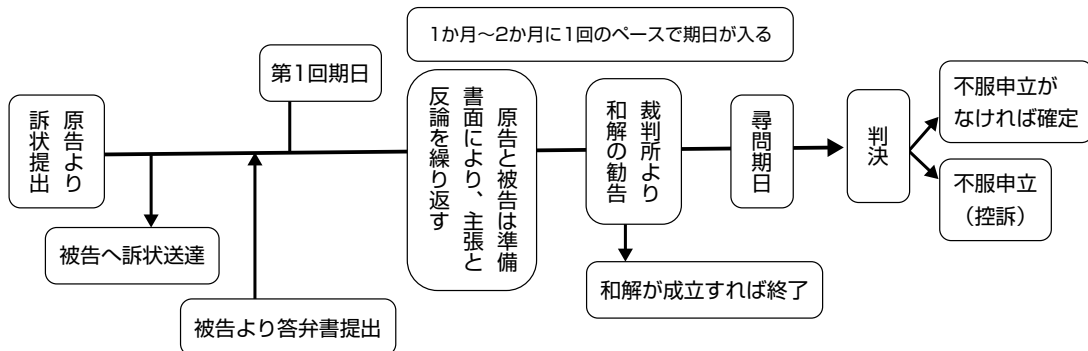 1か月～2か月に1回のペースで期日が入る
第1回期日
原告より
訴状提出
被告へ訴状送達
被告より答弁書提出
原告と被告は準備
書面により、主張と
反論を繰り返す
裁判所より
和解の勧告
和解が成立すれば終了
尋問期日
判決
不服申立が
なければ確定
不服申立
（控訴）